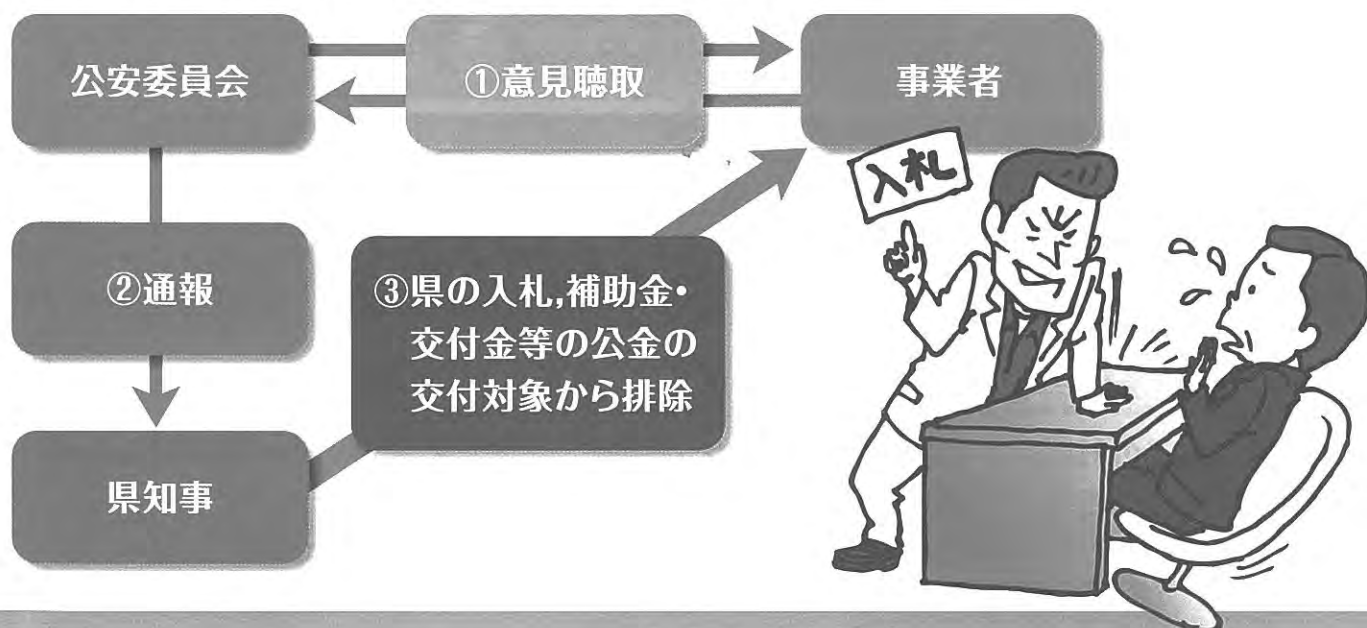 公安委員会
①意見聴取
事業者
入札
②通報
③県の入札,補助金・
交付金等の公金の
交付対象から排除
県知事